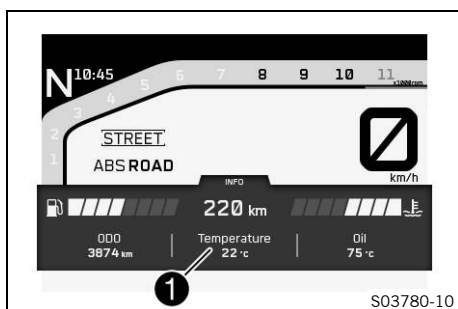 N 10:45
1 2 3 4 5 6 7 8 9 10 11
x1000rpm
STREET
ABS ROAD
0
km/h
INFO
220 km
ODO Temperature Oil
3874 km 22 °C 75 °C
1
S03780-10